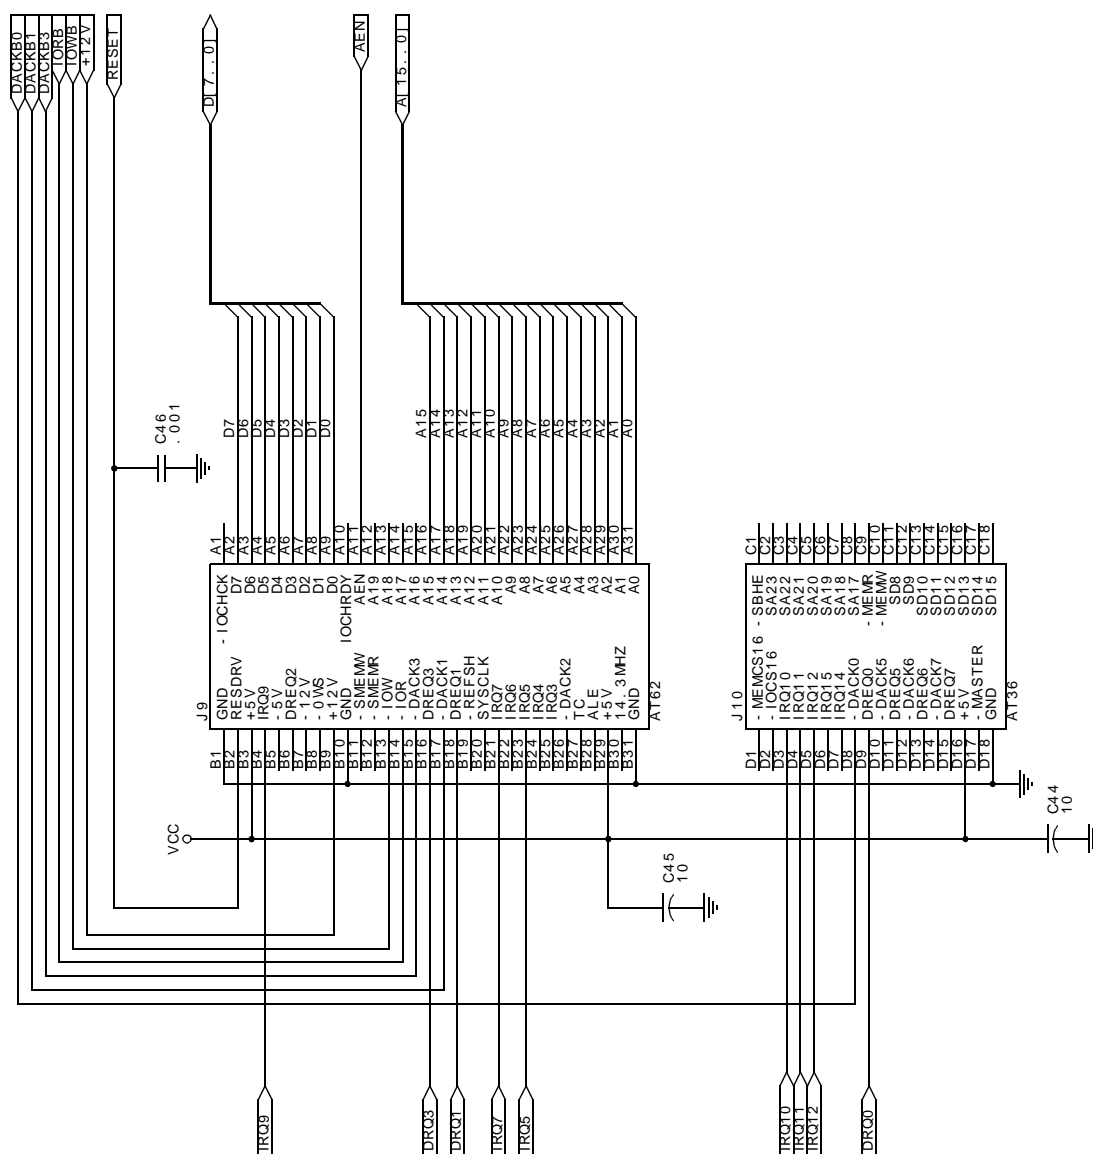 DACKB0
DACKB1
DACKB3
IORB
IOWB
+12V
RESET
D[7..0]
AEN
A[15..0]
C46
.001
D7
D6
D5
D4
D3
D2
D1
D0
A15
A14
A13
A12
A11
A10
A9
A8
A7
A6
A5
A4
A3
A2
A1
A0
A1
A2
A3
A4
A5
A6
A7
A8
A9
A10
A11
A12
A13
A14
A15
A16
A17
A18
A19
A20
A21
A22
A23
A24
A25
A26
A27
A28
A29
A30
A31
-IOCHCK
D7
D6
D5
D4
D3
D2
D1
D0
IOCHRDY
AEN
A19
A18
A17
A16
A15
A14
A13
A12
A11
A10
A9
A8
A7
A6
A5
A4
A3
A2
A1
A0
J9
GND
RESDRV
+5V
IRQ9
-5V
DREQ2
-12V
-0WS
+12V
GND
-SMEMW
-SMEMR
-IOW
-IOR
-DACK3
DREQ3
-DACK1
DREQ1
-REFSH
SYSCLK
IRQ7
IRQ6
IRQ5
IRQ4
IRQ3
-DACK2
TC
ALE
+5V
14.3MHZ
GND
AT62
B1
B2
B3
B4
B5
B6
B7
B8
B9
B10
B11
B12
B13
B14
B15
B16
B17
B18
B19
B20
B21
B22
B23
B24
B25
B26
B27
B28
B29
B30
B31
C1
C2
C3
C4
C5
C6
C7
C8
C9
C10
C11
C12
C13
C14
C15
C16
C17
C18
-SBHE
SA23
SA22
SA21
SA20
SA19
SA18
SA17
-MEMR
-MEMW
SD8
SD9
SD10
SD11
SD12
SD13
SD14
SD15
J10
-MEMCS16
-IOCS16
IRQ10
IRQ11
IRQ12
IRQ15
IRQ14
-DACK0
DREQ0
-DACK5
DREQ5
-DACK6
DREQ6
-DACK7
DREQ7
+5V
-MASTER
GND
AT36
D1
D2
D3
D4
D5
D6
D7
D8
D9
D10
D11
D12
D13
D14
D15
D16
D17
D18
VCC
C45
10
C44
10
IRQ9
DRQ3
DRQ1
IRQ7
IRQ5
IRQ10
IRQ11
IRQ12
DRQ0